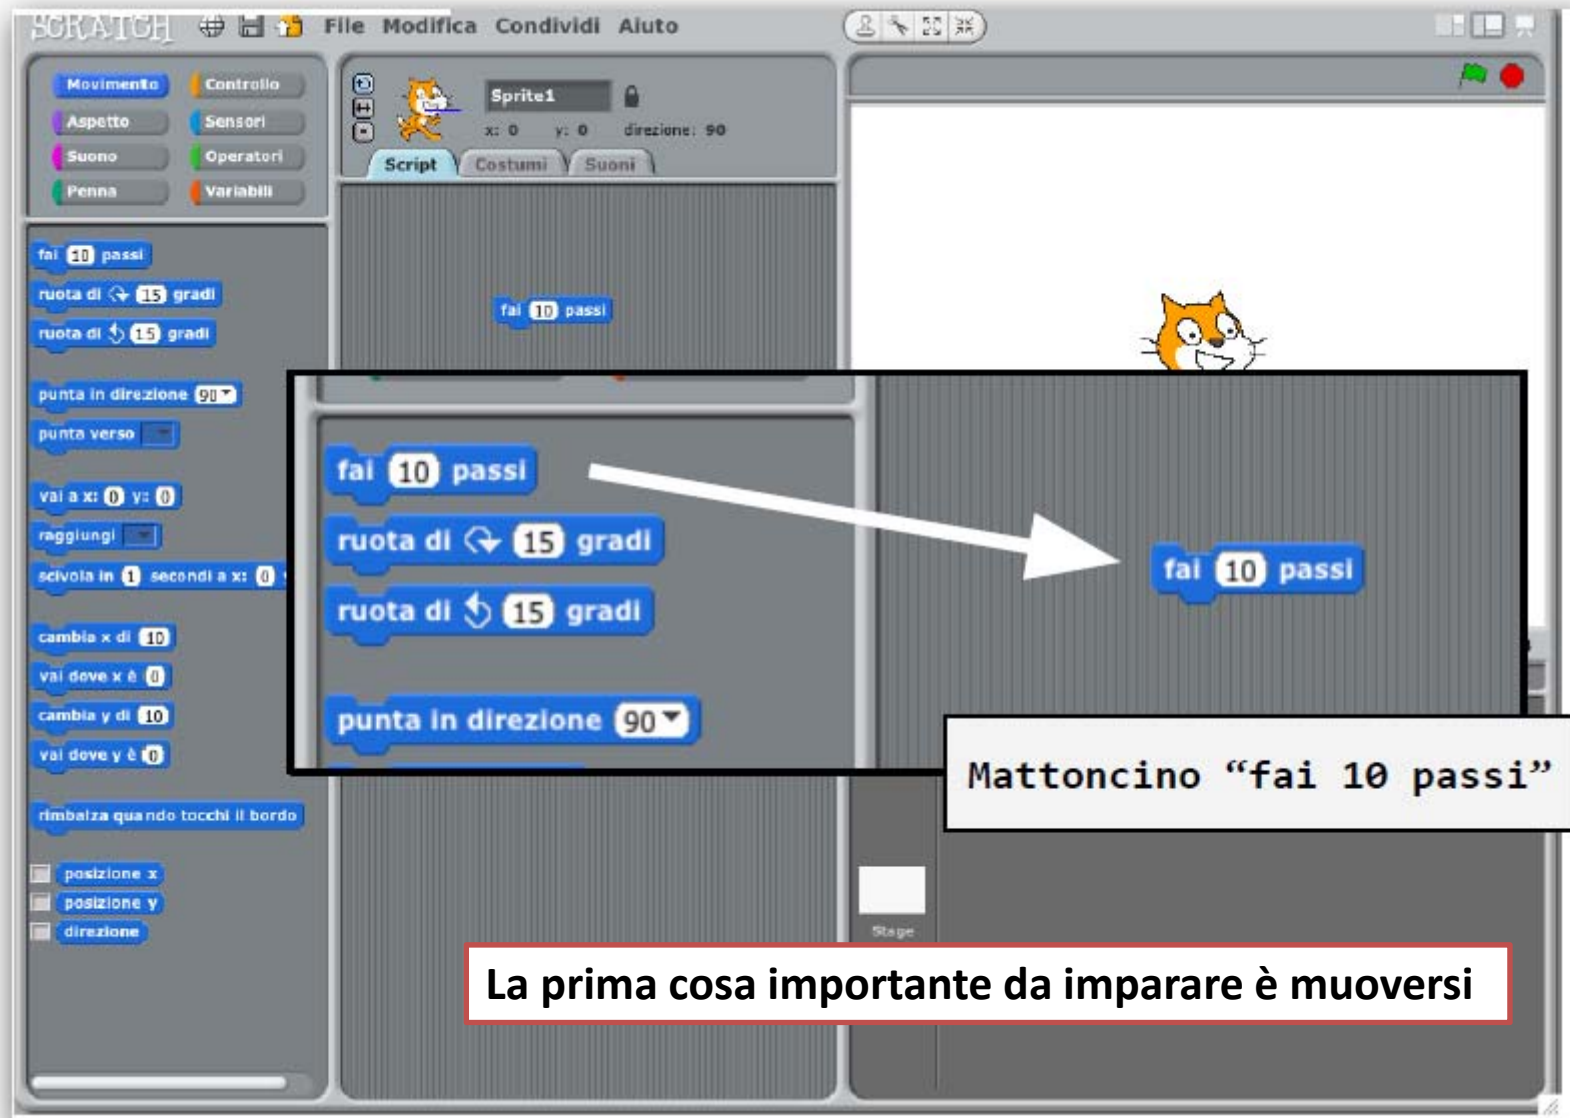 SCRATCH File Modifica Condividi Aiuto
Movimento Controllo
Aspetto Sensori
Suono Operatori
Penna Variabili
Sprite1
x: 0 y: 0 direzione: 90
Script Costumi Suoni
fai 10 passi
ruota di 15 gradi
ruota di 15 gradi
punta in direzione 90
punta verso
vai a x: 0 y: 0
raggiungi
scivola in 1 secondi a x: 0
cambia x di 10
vai dove x è 0
cambia y di 10
vai dove y è 0
rimbalza quando tocchi il bordo
posizione x
posizione y
direzione
fai 10 passi
fai 10 passi
ruota di 15 gradi
ruota di 15 gradi
punta in direzione 90
fai 10 passi
Mattoncino “fai 10 passi”
Stage
La prima cosa importante da imparare è muoversi